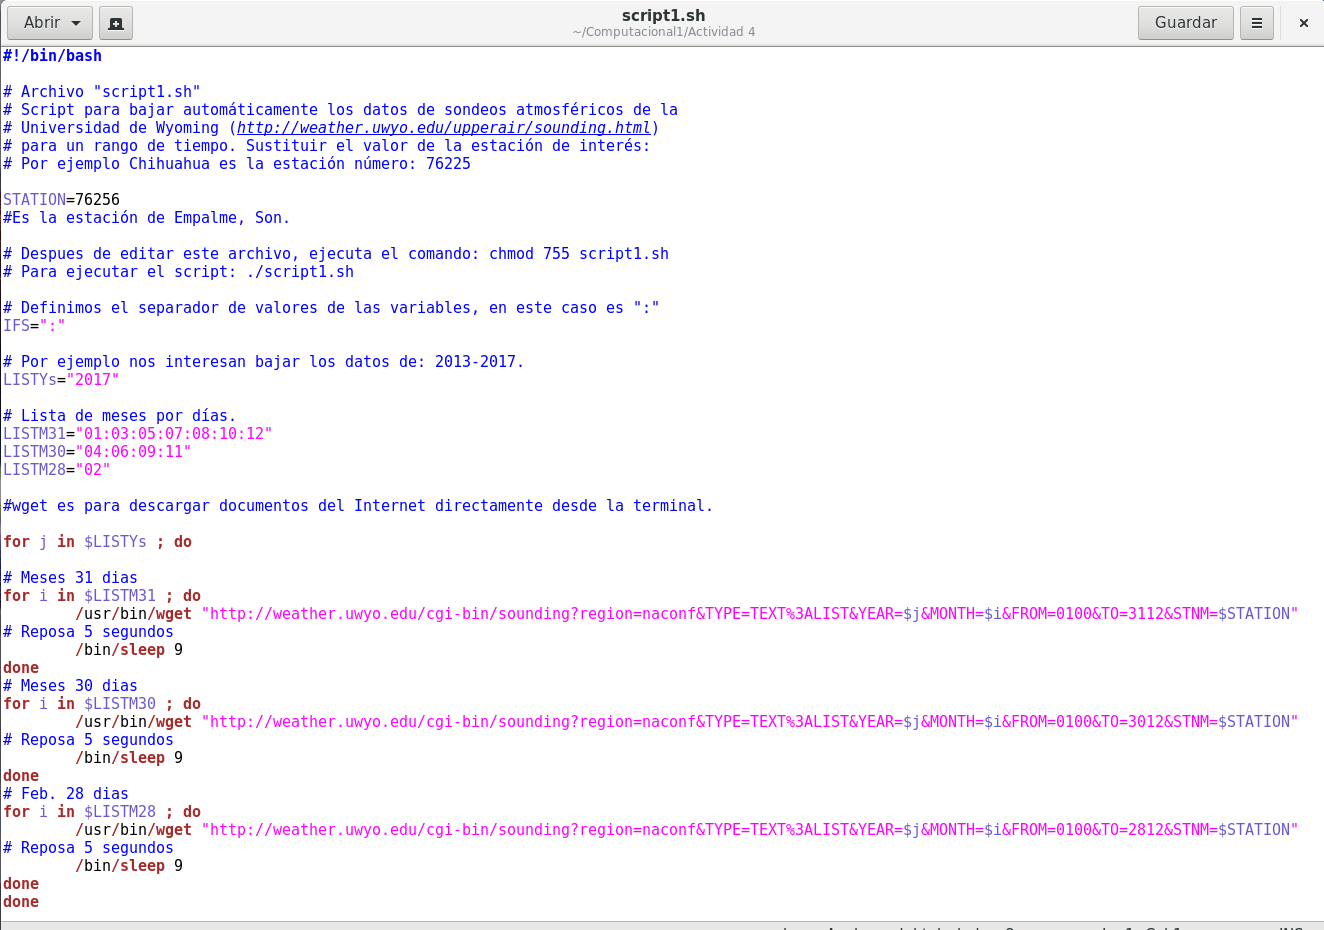 Abrir
script1.sh
~/Computacional1/Actividad 4
Guardar
#!/bin/bash
# Archivo "script1.sh"
# Script para bajar automáticamente los datos de sondeos atmosféricos de la
# Universidad de Wyoming (http://weather.uwyo.edu/upperair/sounding.html)
# para un rango de tiempo. Sustituir el valor de la estación de interés:
# Por ejemplo Chihuahua es la estación número: 76225
STATION=76256
#Es la estación de Empalme, Son.
# Despues de editar este archivo, ejecuta el comando: chmod 755 script1.sh
# Para ejecutar el script: ./script1.sh
# Definimos el separador de valores de las variables, en este caso es ":"
IFS=":"
# Por ejemplo nos interesan bajar los datos de: 2013-2017.
LISTYs="2017"
# Lista de meses por días.
LISTM31="01:03:05:07:08:10:12"
LISTM30="04:06:09:11"
LISTM28="02"
#wget es para descargar documentos del Internet directamente desde la terminal.
for j in $LISTYs ; do
# Meses 31 dias
for i in $LISTM31 ; do
/usr/bin/wget "http://weather.uwyo.edu/cgi-bin/sounding?region=naconf&TYPE=TEXT%3ALIST&YEAR=$j&MONTH=$i&FROM=0100&TO=3112&STNM=$STATION"
# Reposa 5 segundos
/bin/sleep 9
done
# Meses 30 dias
for i in $LISTM30 ; do
/usr/bin/wget "http://weather.uwyo.edu/cgi-bin/sounding?region=naconf&TYPE=TEXT%3ALIST&YEAR=$j&MONTH=$i&FROM=0100&TO=3012&STNM=$STATION"
# Reposa 5 segundos
/bin/sleep 9
done
# Feb. 28 dias
for i in $LISTM28 ; do
/usr/bin/wget "http://weather.uwyo.edu/cgi-bin/sounding?region=naconf&TYPE=TEXT%3ALIST&YEAR=$j&MONTH=$i&FROM=0100&TO=2812&STNM=$STATION"
# Reposa 5 segundos
/bin/sleep 9
done
done